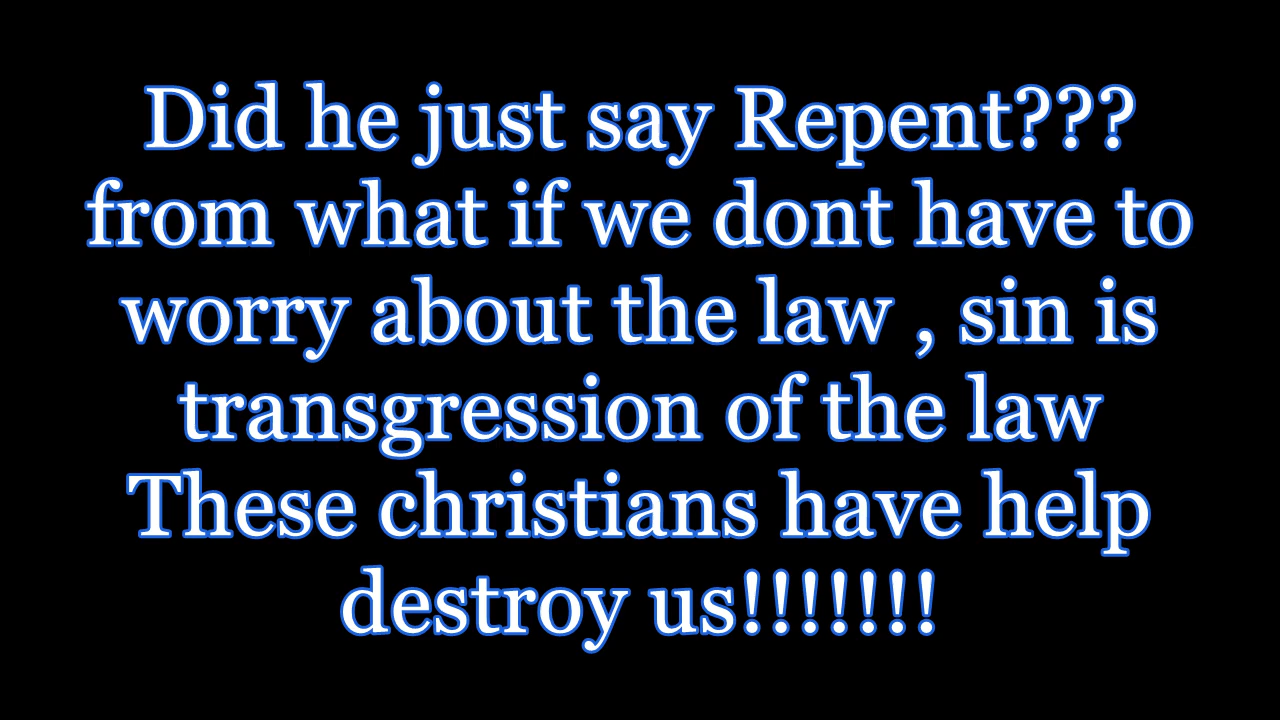 Did he just say Repent???
from what if we dont have to
worry about the law , sin is
transgression of the law
These christians have help
destroy us!!!!!!!